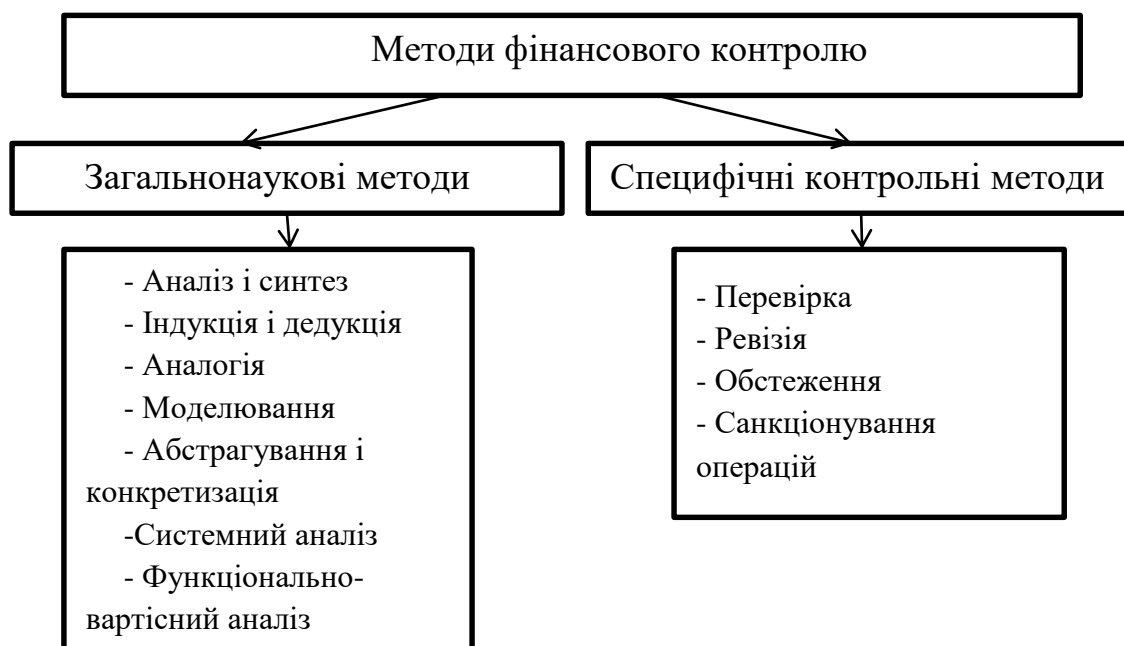 Методи фінансового контролю
Загальнонаукові методи
Специфічні контрольні методи
- Аналіз і синтез
- Індукція і дедукція
- Аналогія
- Моделювання
- Абстрагування і
конкретизація
-Системний аналіз
- Функціонально-
вартісний аналіз
- Перевірка
- Ревізія
- Обстеження
- Санкціонування
операцій